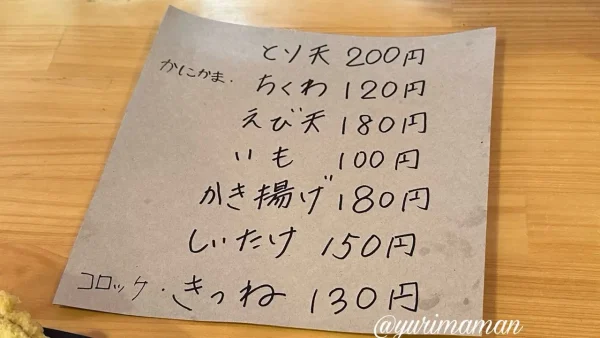 とり天 200円
かにかま・ちくわ 120円
えび天 180円
いも 100円
かき揚げ 180円
しいたけ 150円
コロッケ・きつね 130円
@yurimaman